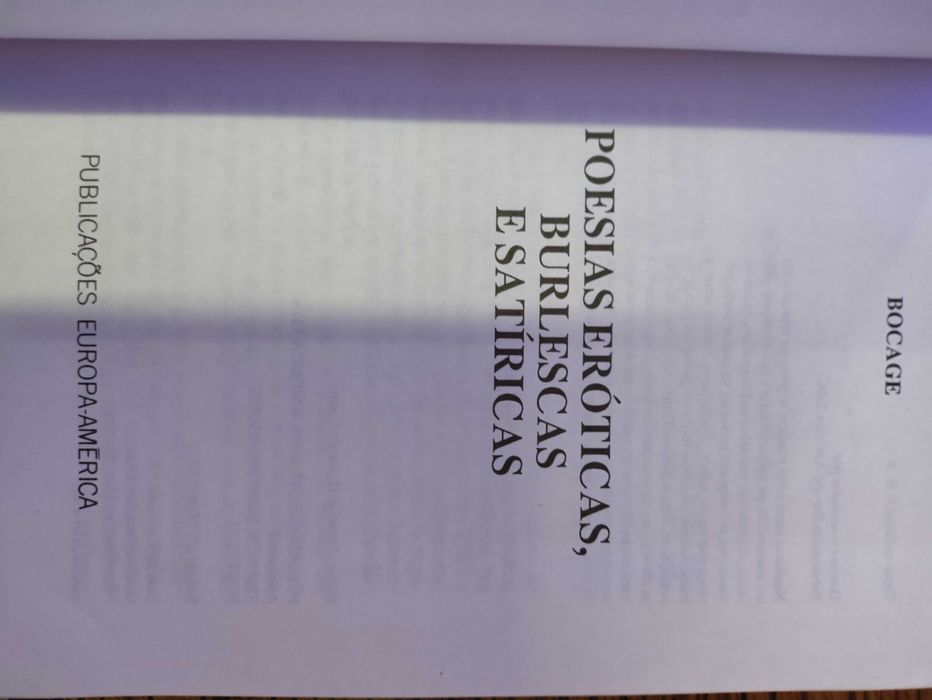 BOCAGE
POESIAS ERÓTICAS,
BURLESCAS
E SATÍRICAS
PUBLICAÇÕES EUROPA-AMÉRICA